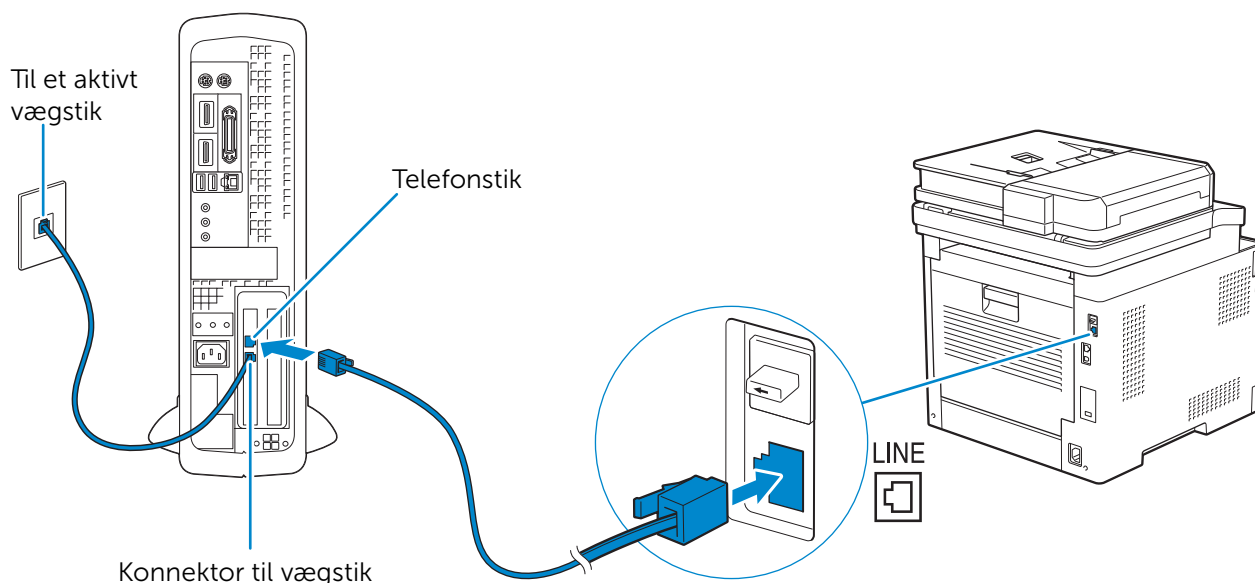 Til et aktivt
vægstik
Telefonstik
LINE
Konnektor til vægstik